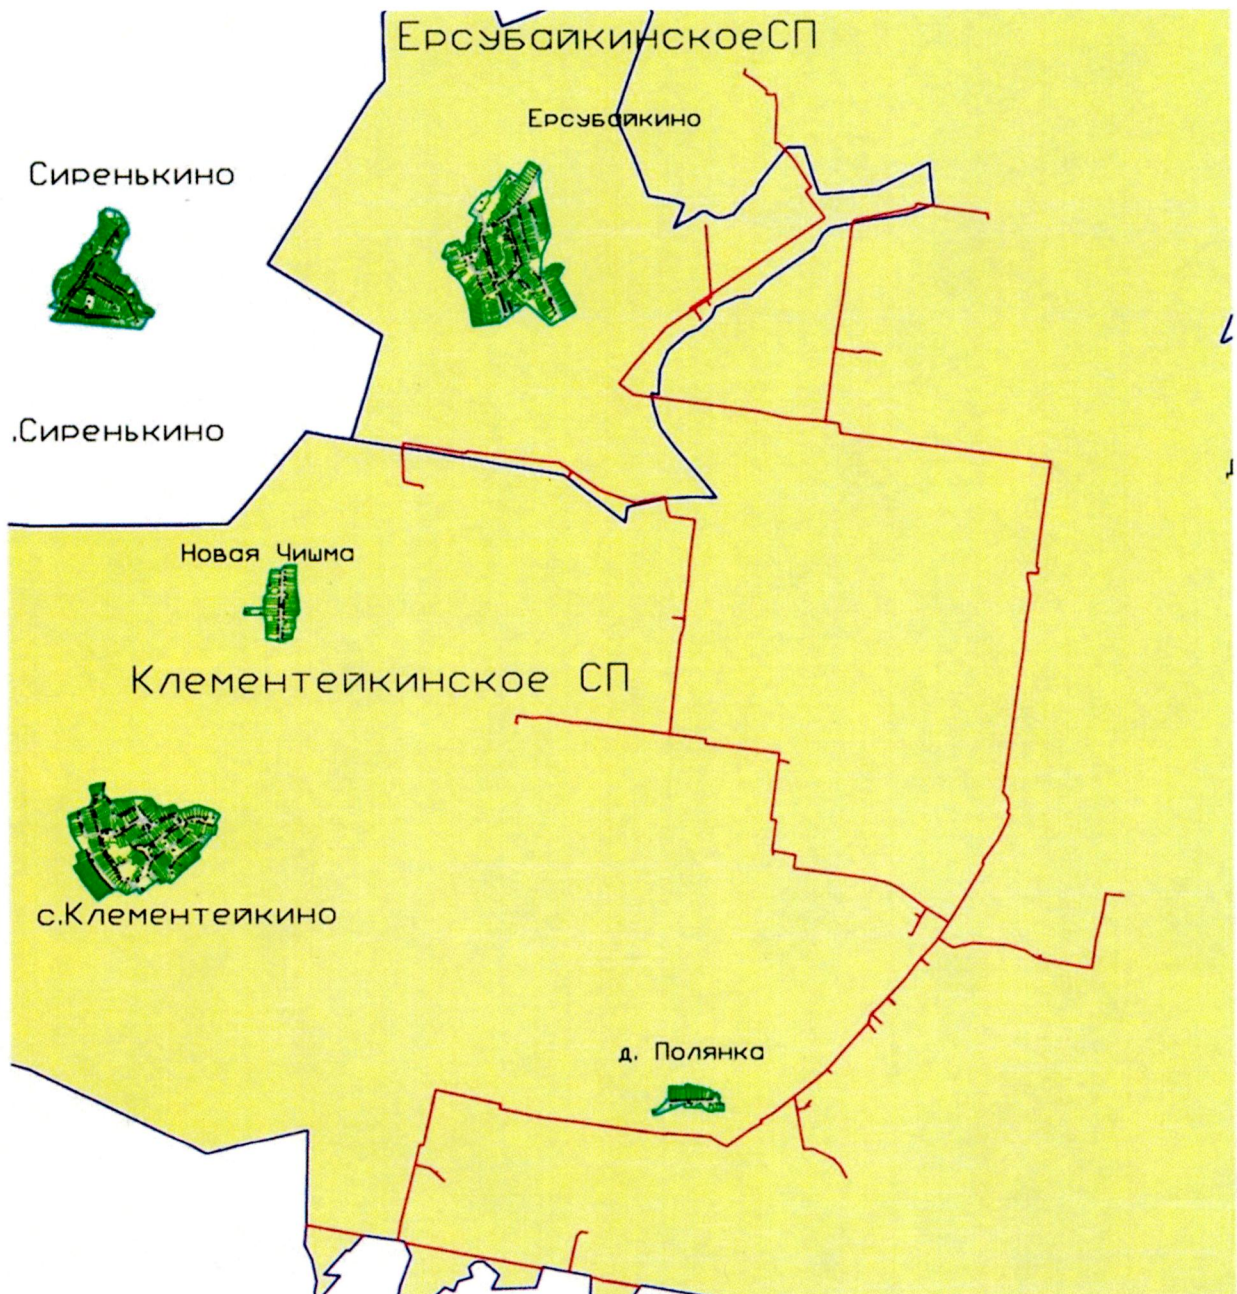 ЕрсубайкинскоеСП
Ерсубайкино
Сиренькино
.Сиренькино
Новая Чишма
Клементейкинское СП
с.Клементейкино
д. Полянка